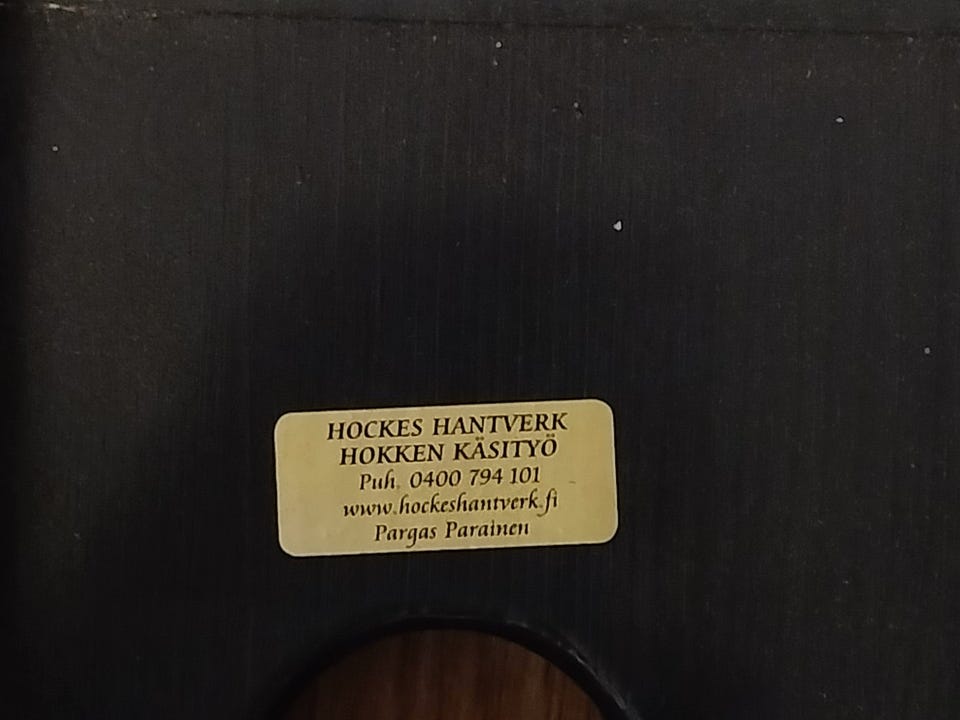 HOCKES HANTVERK
HOKKEN KÄSITYÖ
Puh. 0400 794 101
www.hockeshantverk.fi
Pargas Parainen